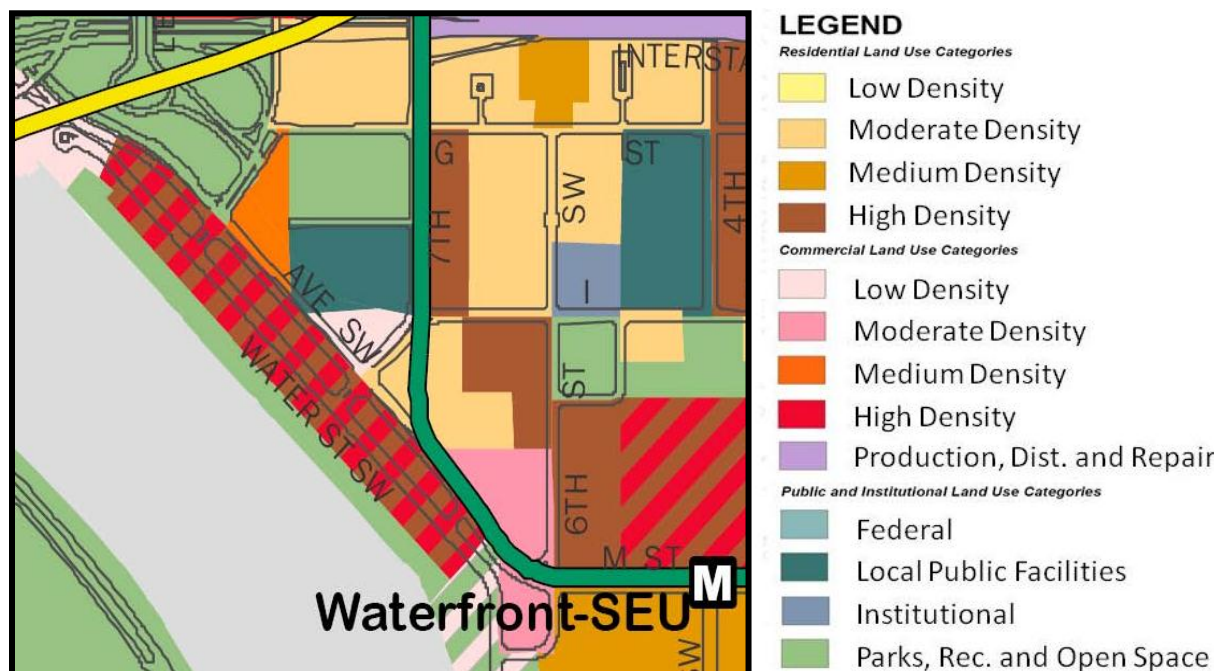 INTERSTA
G
ST
SW
7TH
4TH
I
AVE SW
WATER ST SW
ST
6TH
M ST
M
Waterfront-SEU
SW
LEGEND
Residential Land Use Categories
Low Density
Moderate Density
Medium Density
High Density
Commercial Land Use Categories
Low Density
Moderate Density
Medium Density
High Density
Production, Dist. and Repair
Public and Institutional Land Use Categories
Federal
Local Public Facilities
Institutional
Parks, Rec. and Open Space